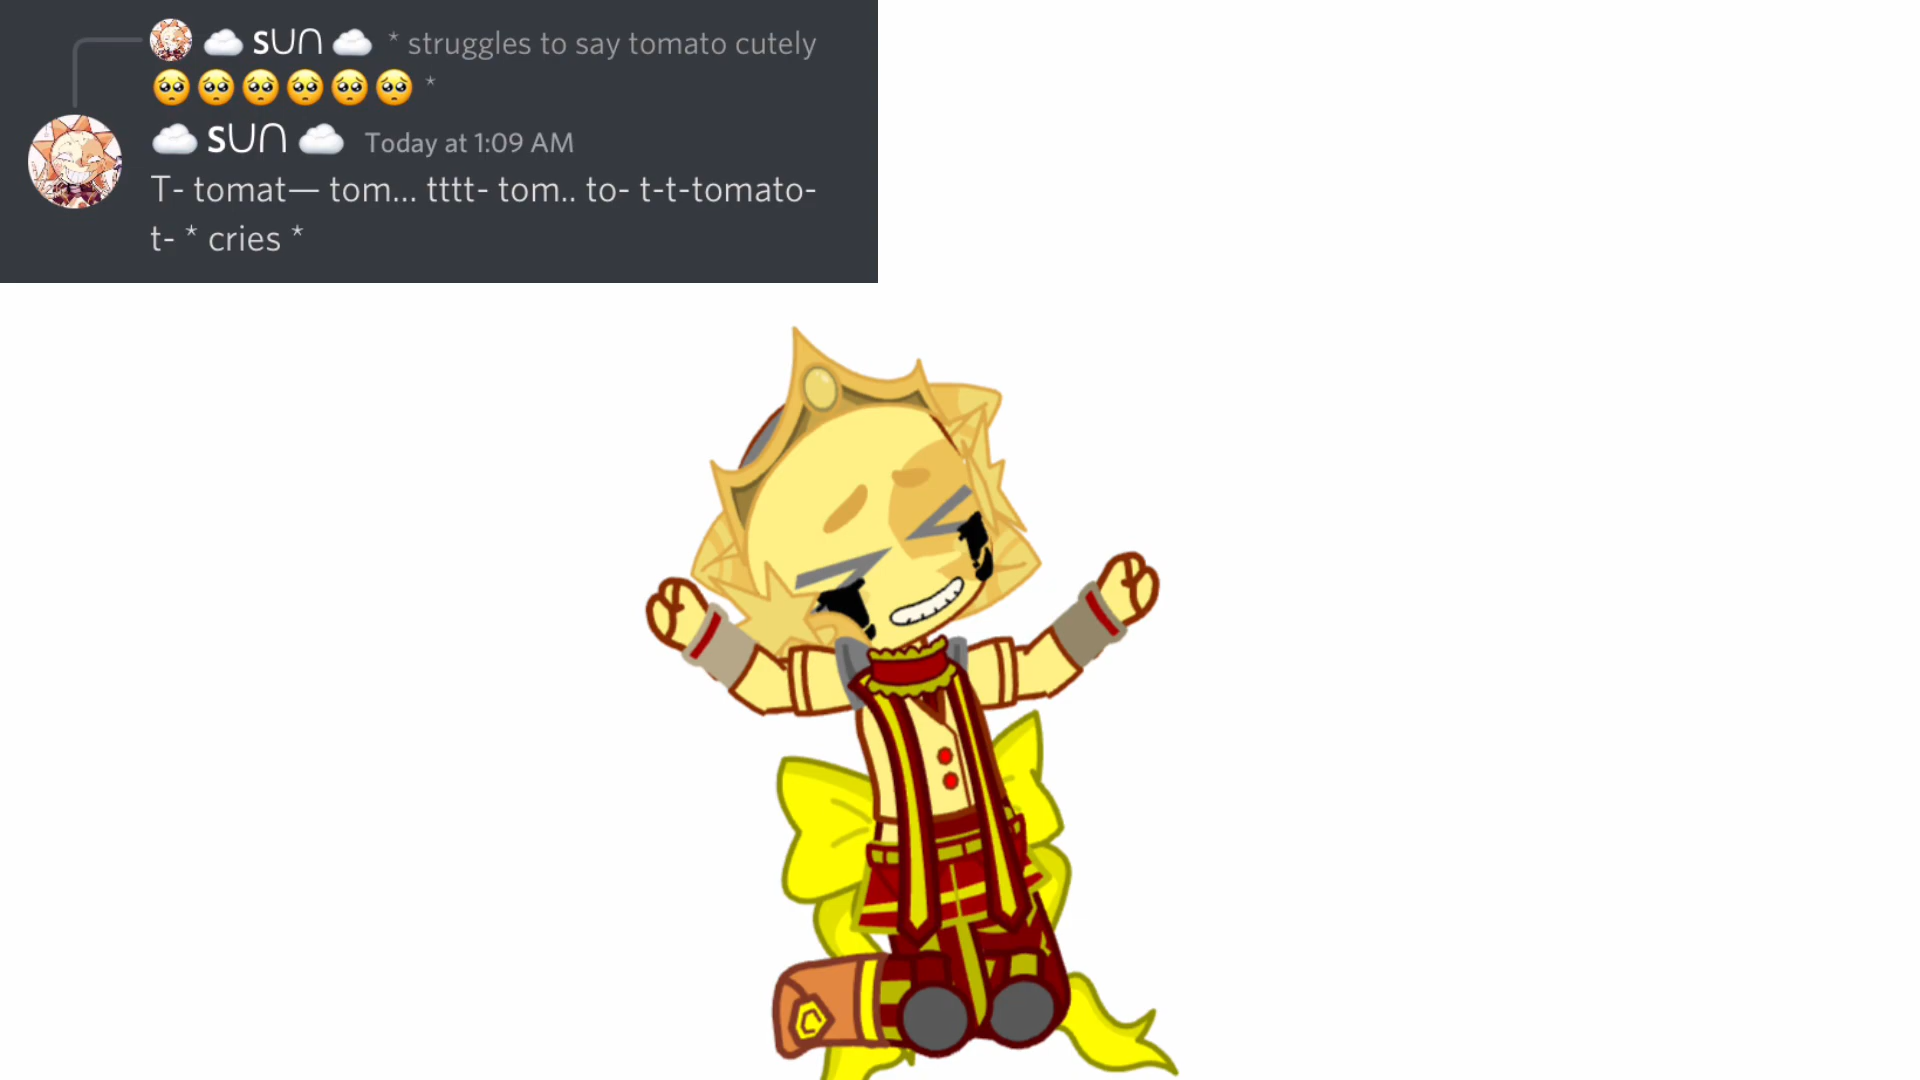 ☁️ sUn ☁️ * struggles to say tomato cutely
🥺🥺🥺🥺🥺🥺 *
☁️ sUn ☁️ Today at 1:09 AM
T- tomat— tom... tttt- tom.. to- t-t-tomato-
t- * cries *